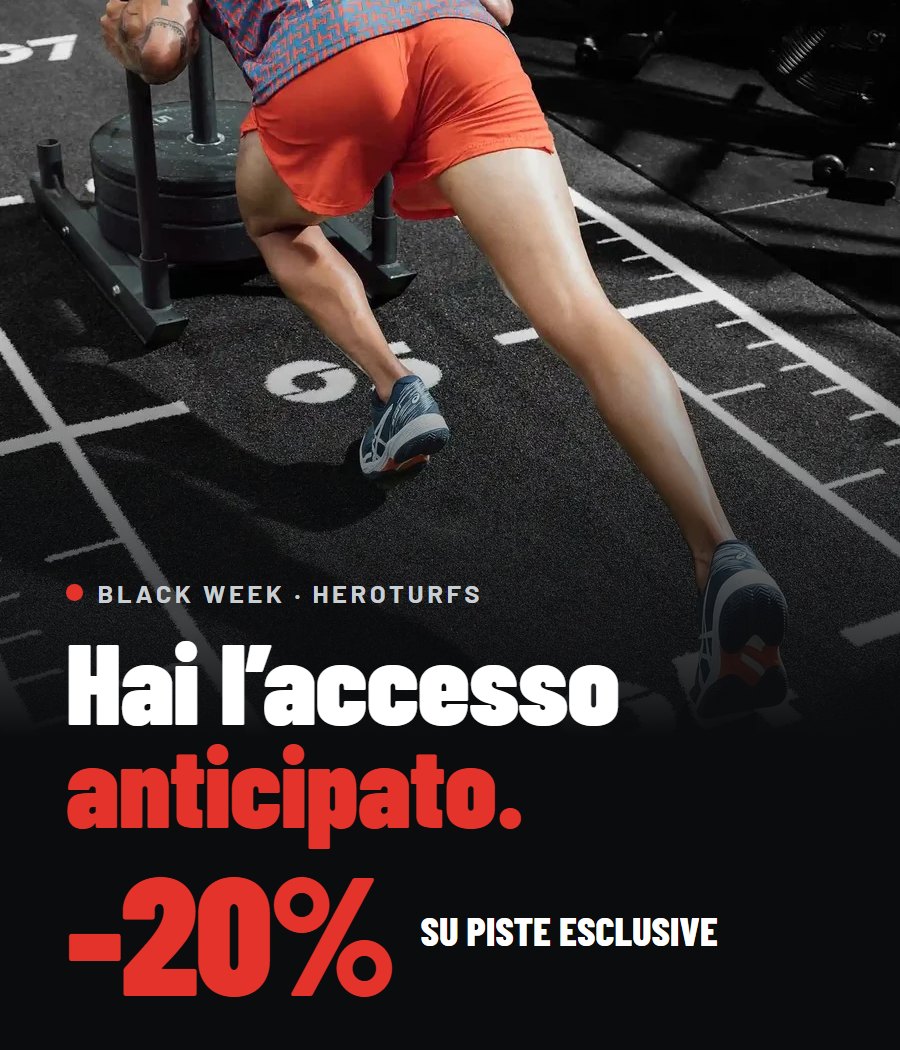 BLACK WEEK · HEROTURFS
Hai l’accesso
anticipato.
-20%
SU PISTE ESCLUSIVE